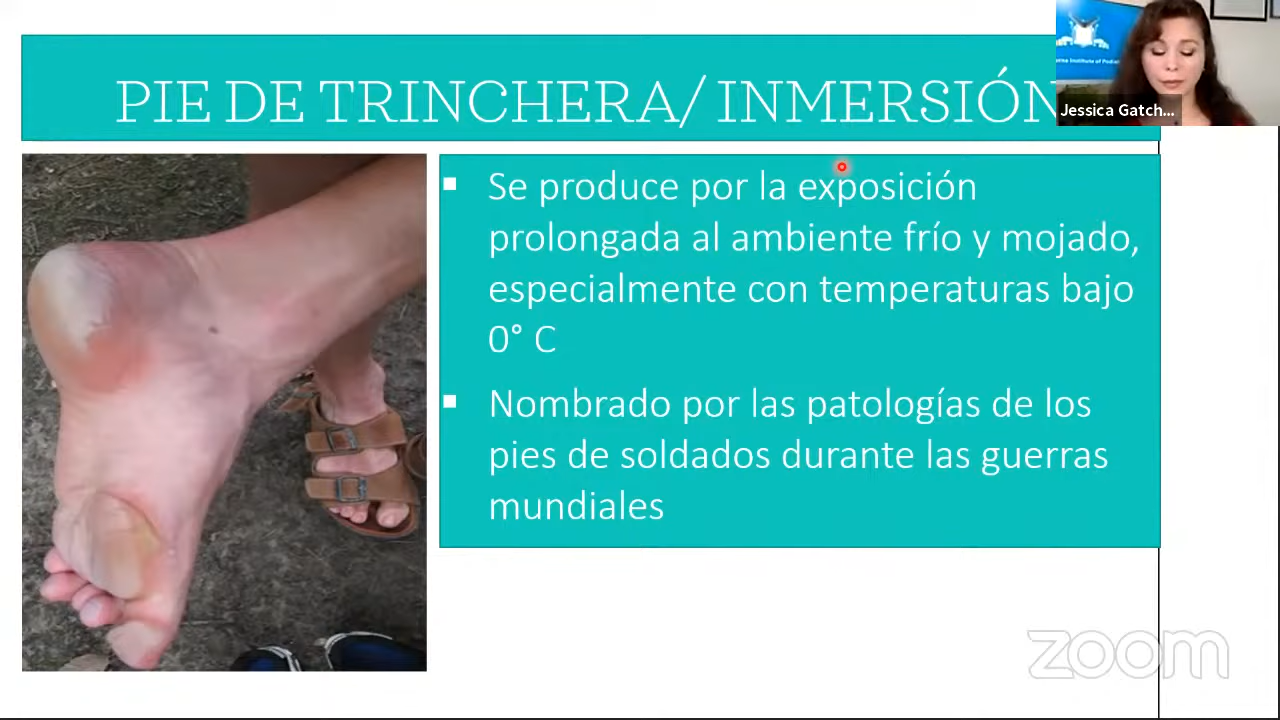 PIE DE TRINCHERA/ INMERSIÓN
Jessica Gatch...
Se produce por la exposición
prolongada al ambiente frío y mojado,
especialmente con temperaturas bajo
0° C
Nombrado por las patologías de los
pies de soldados durante las guerras
mundiales
zoom